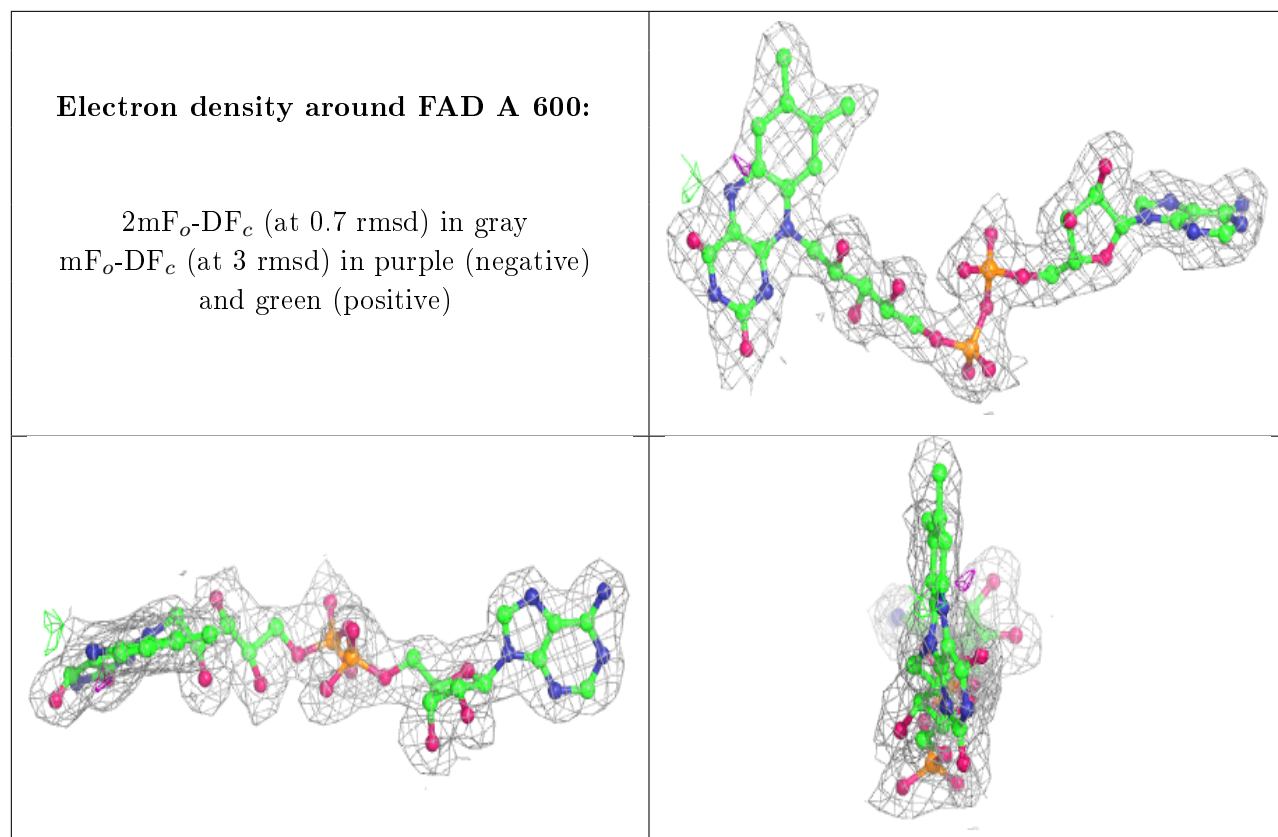 Electron density around FAD A 600:
2mFo-DFc (at 0.7 rmsd) in gray
mFo-DFc (at 3 rmsd) in purple (negative)
and green (positive)